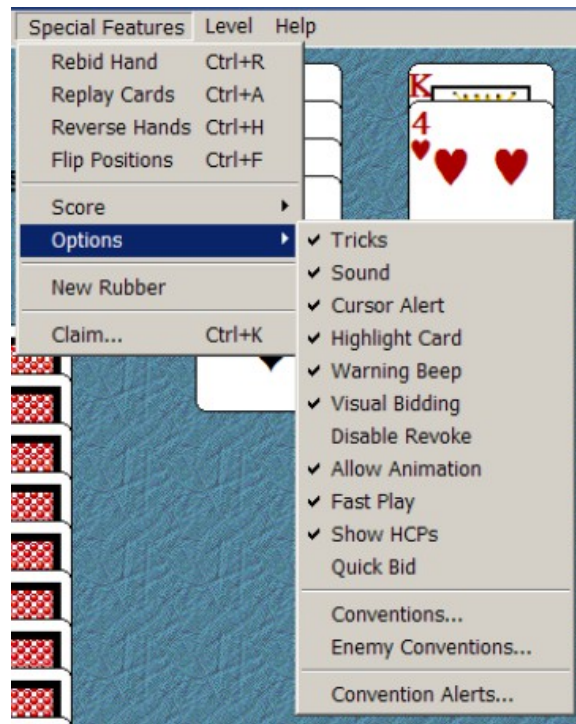 Special Features Level Help
Rebid Hand Ctrl+R
Replay Cards Ctrl+A
Reverse Hands Ctrl+H
Flip Positions Ctrl+F
Score
Options
New Rubber
Claim... Ctrl+K
Tricks
Sound
Cursor Alert
Highlight Card
Warning Beep
Visual Bidding
Disable Revoke
Allow Animation
Fast Play
Show HCPs
Quick Bid
Conventions...
Enemy Conventions...
Convention Alerts...
K
4